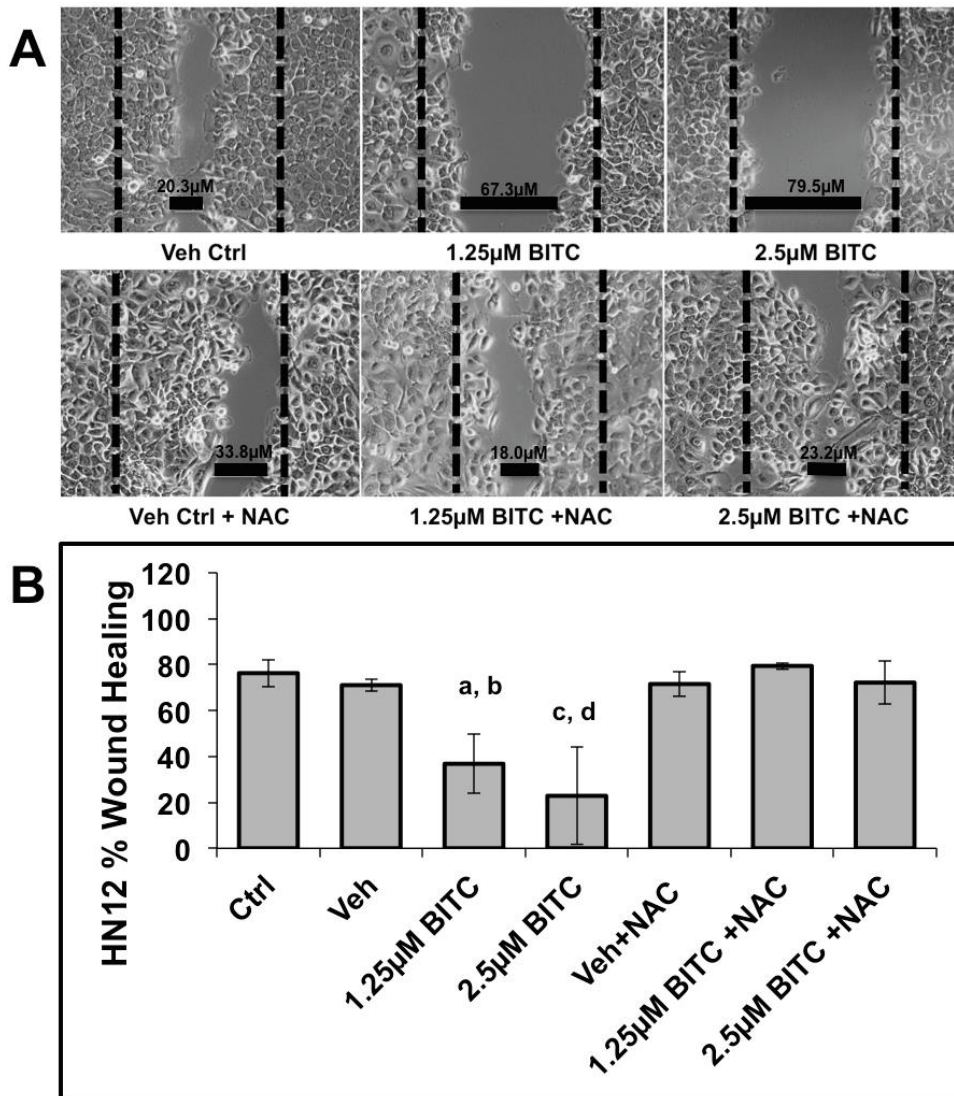 A
20.3µM 67.3µM 79.5µM
Veh Ctrl 1.25µM BITC 2.5µM BITC
33.8µM 18.0µM 23.2µM
Veh Ctrl + NAC 1.25µM BITC +NAC 2.5µM BITC +NAC
B
HN12 % Wound Healing
120
100
80
60
40
20
0
a, b
c, d
Ctrl
Veh
1.25µM BITC
2.5µM BITC
Veh+NAC
1.25µM BITC +NAC
2.5µM BITC +NAC